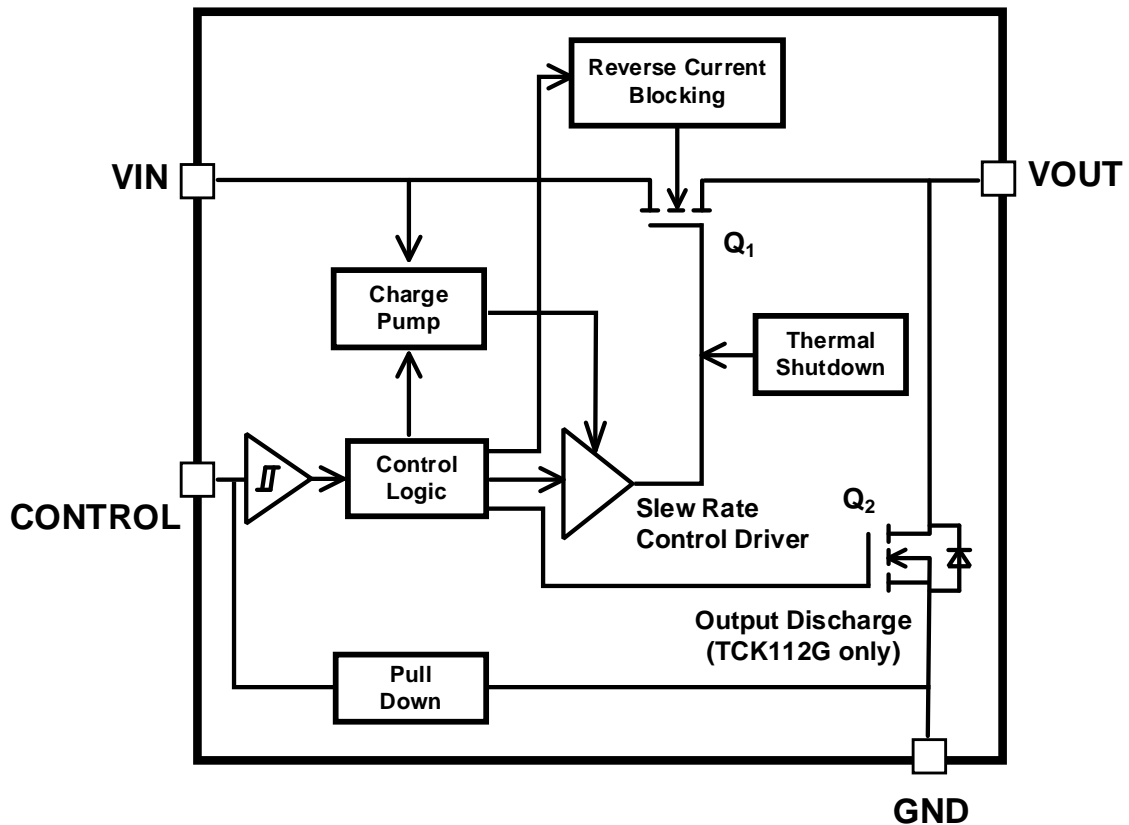 Reverse Current
Blocking
VIN
VOUT
Q1
Charge
Pump
Thermal
Shutdown
Control
Logic
CONTROL
Slew Rate
Control Driver
Q2
Output Discharge
(TCK112G only)
Pull
Down
GND